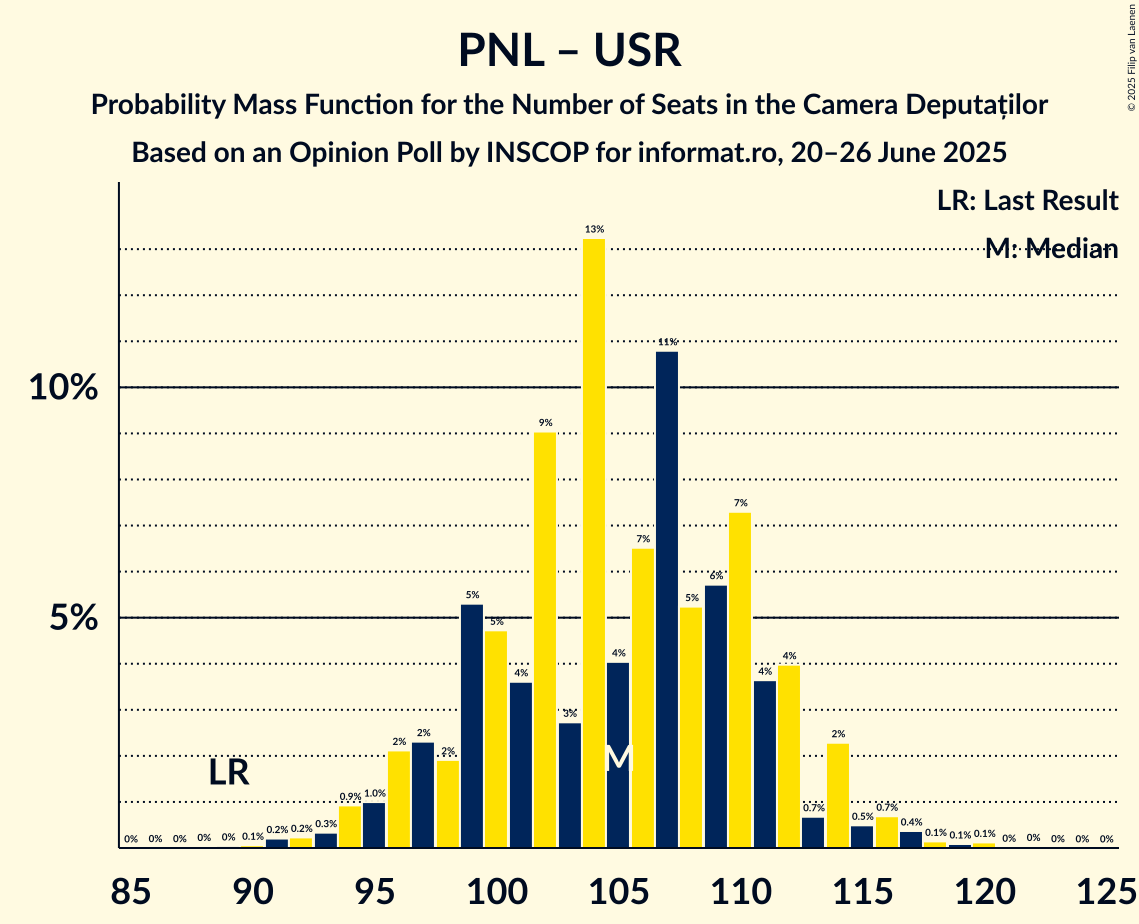 PNL – USR
Probability Mass Function for the Number of Seats in the Camera Deputaților
Based on an Opinion Poll by INSCOP for informat.ro, 20–26 June 2025
© 2025 Filip van Laenen
LR: Last Result
M: Median
10%
5%
0% 0% 0% 0% 0% 0.1% 0.2% 0.2% 0.3% 0.9% 1.0% 2% 2% 2% 5% 5% 4% 9% 3% 13% 4% 7% 11% 5% 6% 7% 4% 4% 0.7% 2% 0.5% 0.7% 0.4% 0.1% 0.1% 0.1% 0% 0% 0% 0% 0%
LR
M
85 90 95 100 105 110 115 120 125